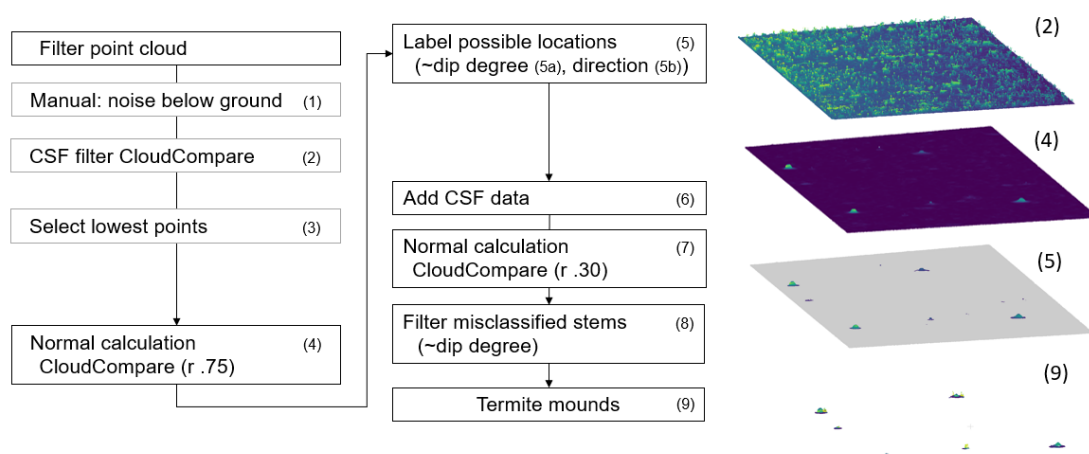 Filter point cloud
Manual: noise below ground (1)
CSF filter CloudCompare (2)
Select lowest points (3)
Normal calculation (4)
CloudCompare (r .75)
Label possible locations (5)
(~dip degree (5a), direction (5b))
Add CSF data (6)
Normal calculation (7)
CloudCompare (r .30)
Filter misclassified stems (8)
(~dip degree)
Termite mounds (9)
(2)
(4)
(5)
(9)